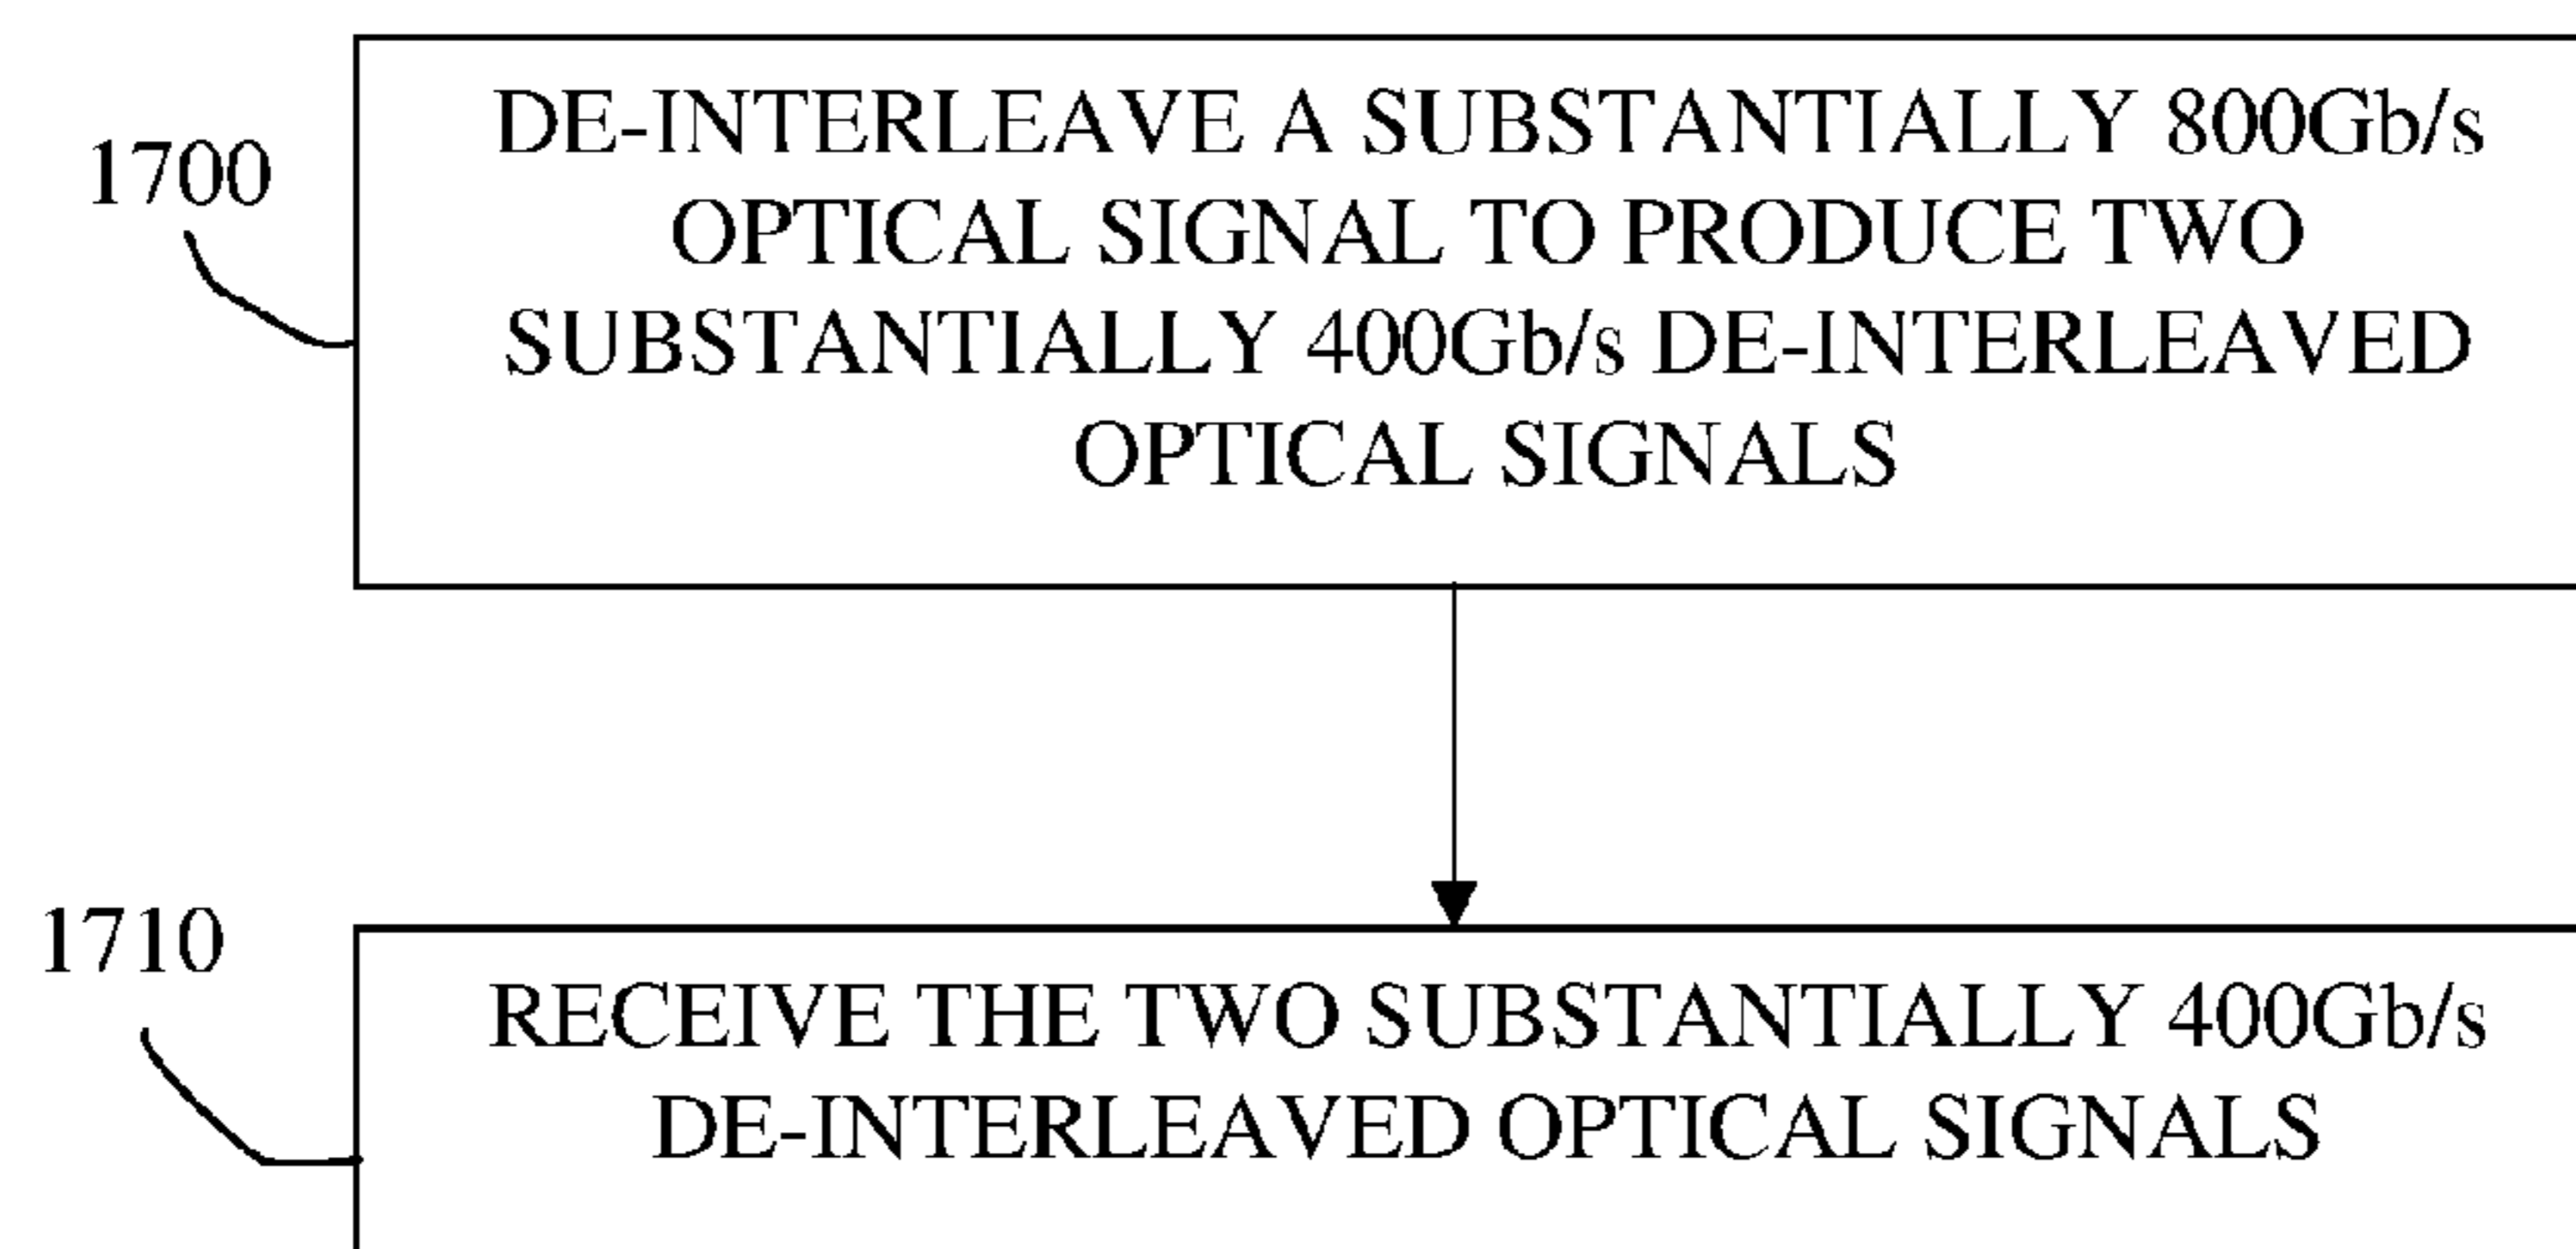 1700
DE-INTERLEAVE A SUBSTANTIALLY 800Gb/s
OPTICAL SIGNAL TO PRODUCE TWO
SUBSTANTIALLY 400Gb/s DE-INTERLEAVED
OPTICAL SIGNALS
1710
RECEIVE THE TWO SUBSTANTIALLY 400Gb/s
DE-INTERLEAVED OPTICAL SIGNALS